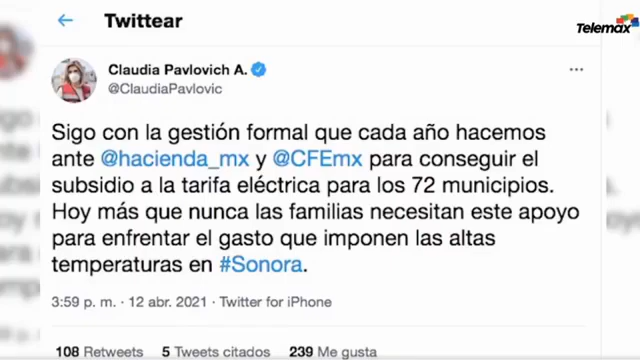 Twittear
Telemax
Claudia Pavlovich A.
@ClaudiaPavlovic
Sigo con la gestión formal que cada año hacemos
ante @hacienda_mx y @CFEmx para conseguir el
subsidio a la tarifa eléctrica para los 72 municipios.
Hoy más que nunca las familias necesitan este apoyo
para enfrentar el gasto que imponen las altas
temperaturas en #Sonora.
3:59 p. m. · 12 abr. 2021 · Twitter for iPhone
108 Retweets 5 Tweets citados 239 Me gusta